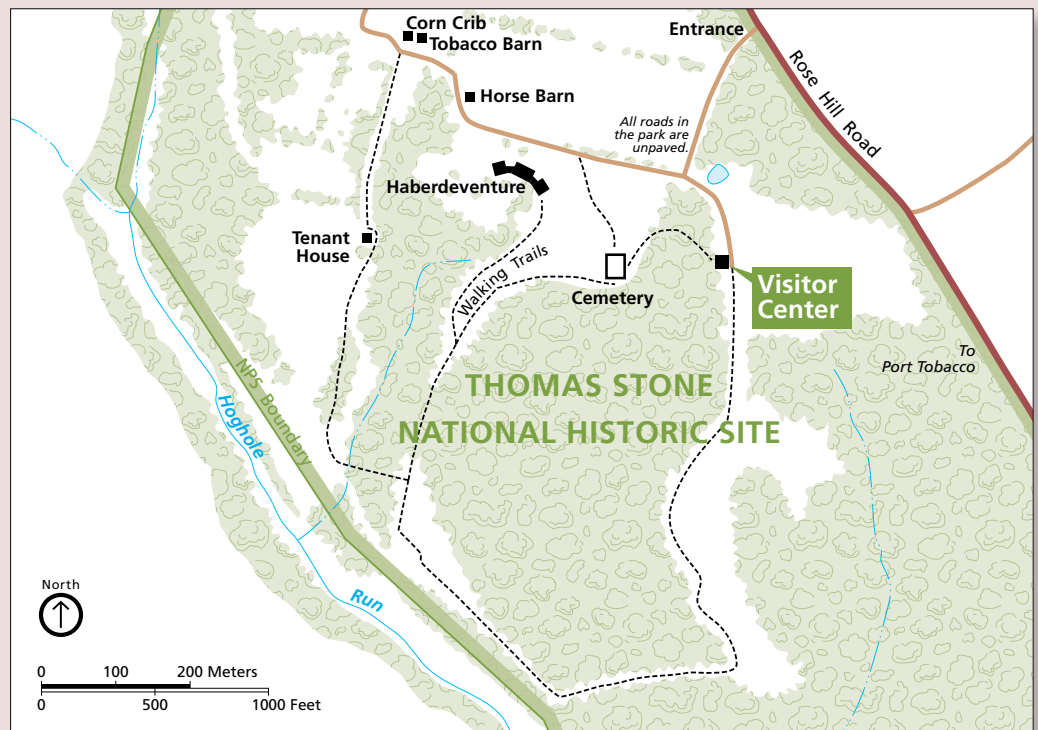 Corn Crib
Tobacco Barn
Entrance
Rose Hill Road
Horse Barn
All roads in
the park are
unpaved.
Haberdeventure
Tenant
House
Walking Trails
Cemetery
Visitor
Center
To
Port Tobacco
NPS Boundary
THOMAS STONE
NATIONAL HISTORIC SITE
Hoghole
Run
North
0 100 200 Meters
0 500 1000 Feet